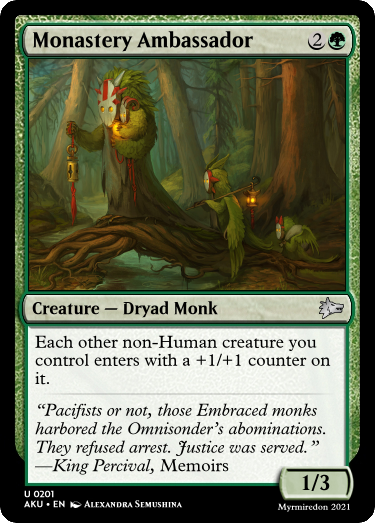 Monastery Ambassador 2
Creature — Dryad Monk
Each other non-Human creature you
control enters with a +1/+1 counter on
it.
“Pacifists or not, those Embraced monks
harbored the Omnisonder’s abominations.
They refused arrest. Justice was served.”
—King Percival, Memoirs
1/3
U 0201
AKU • EN Alexandra Semushina
Myrmiredon 2021